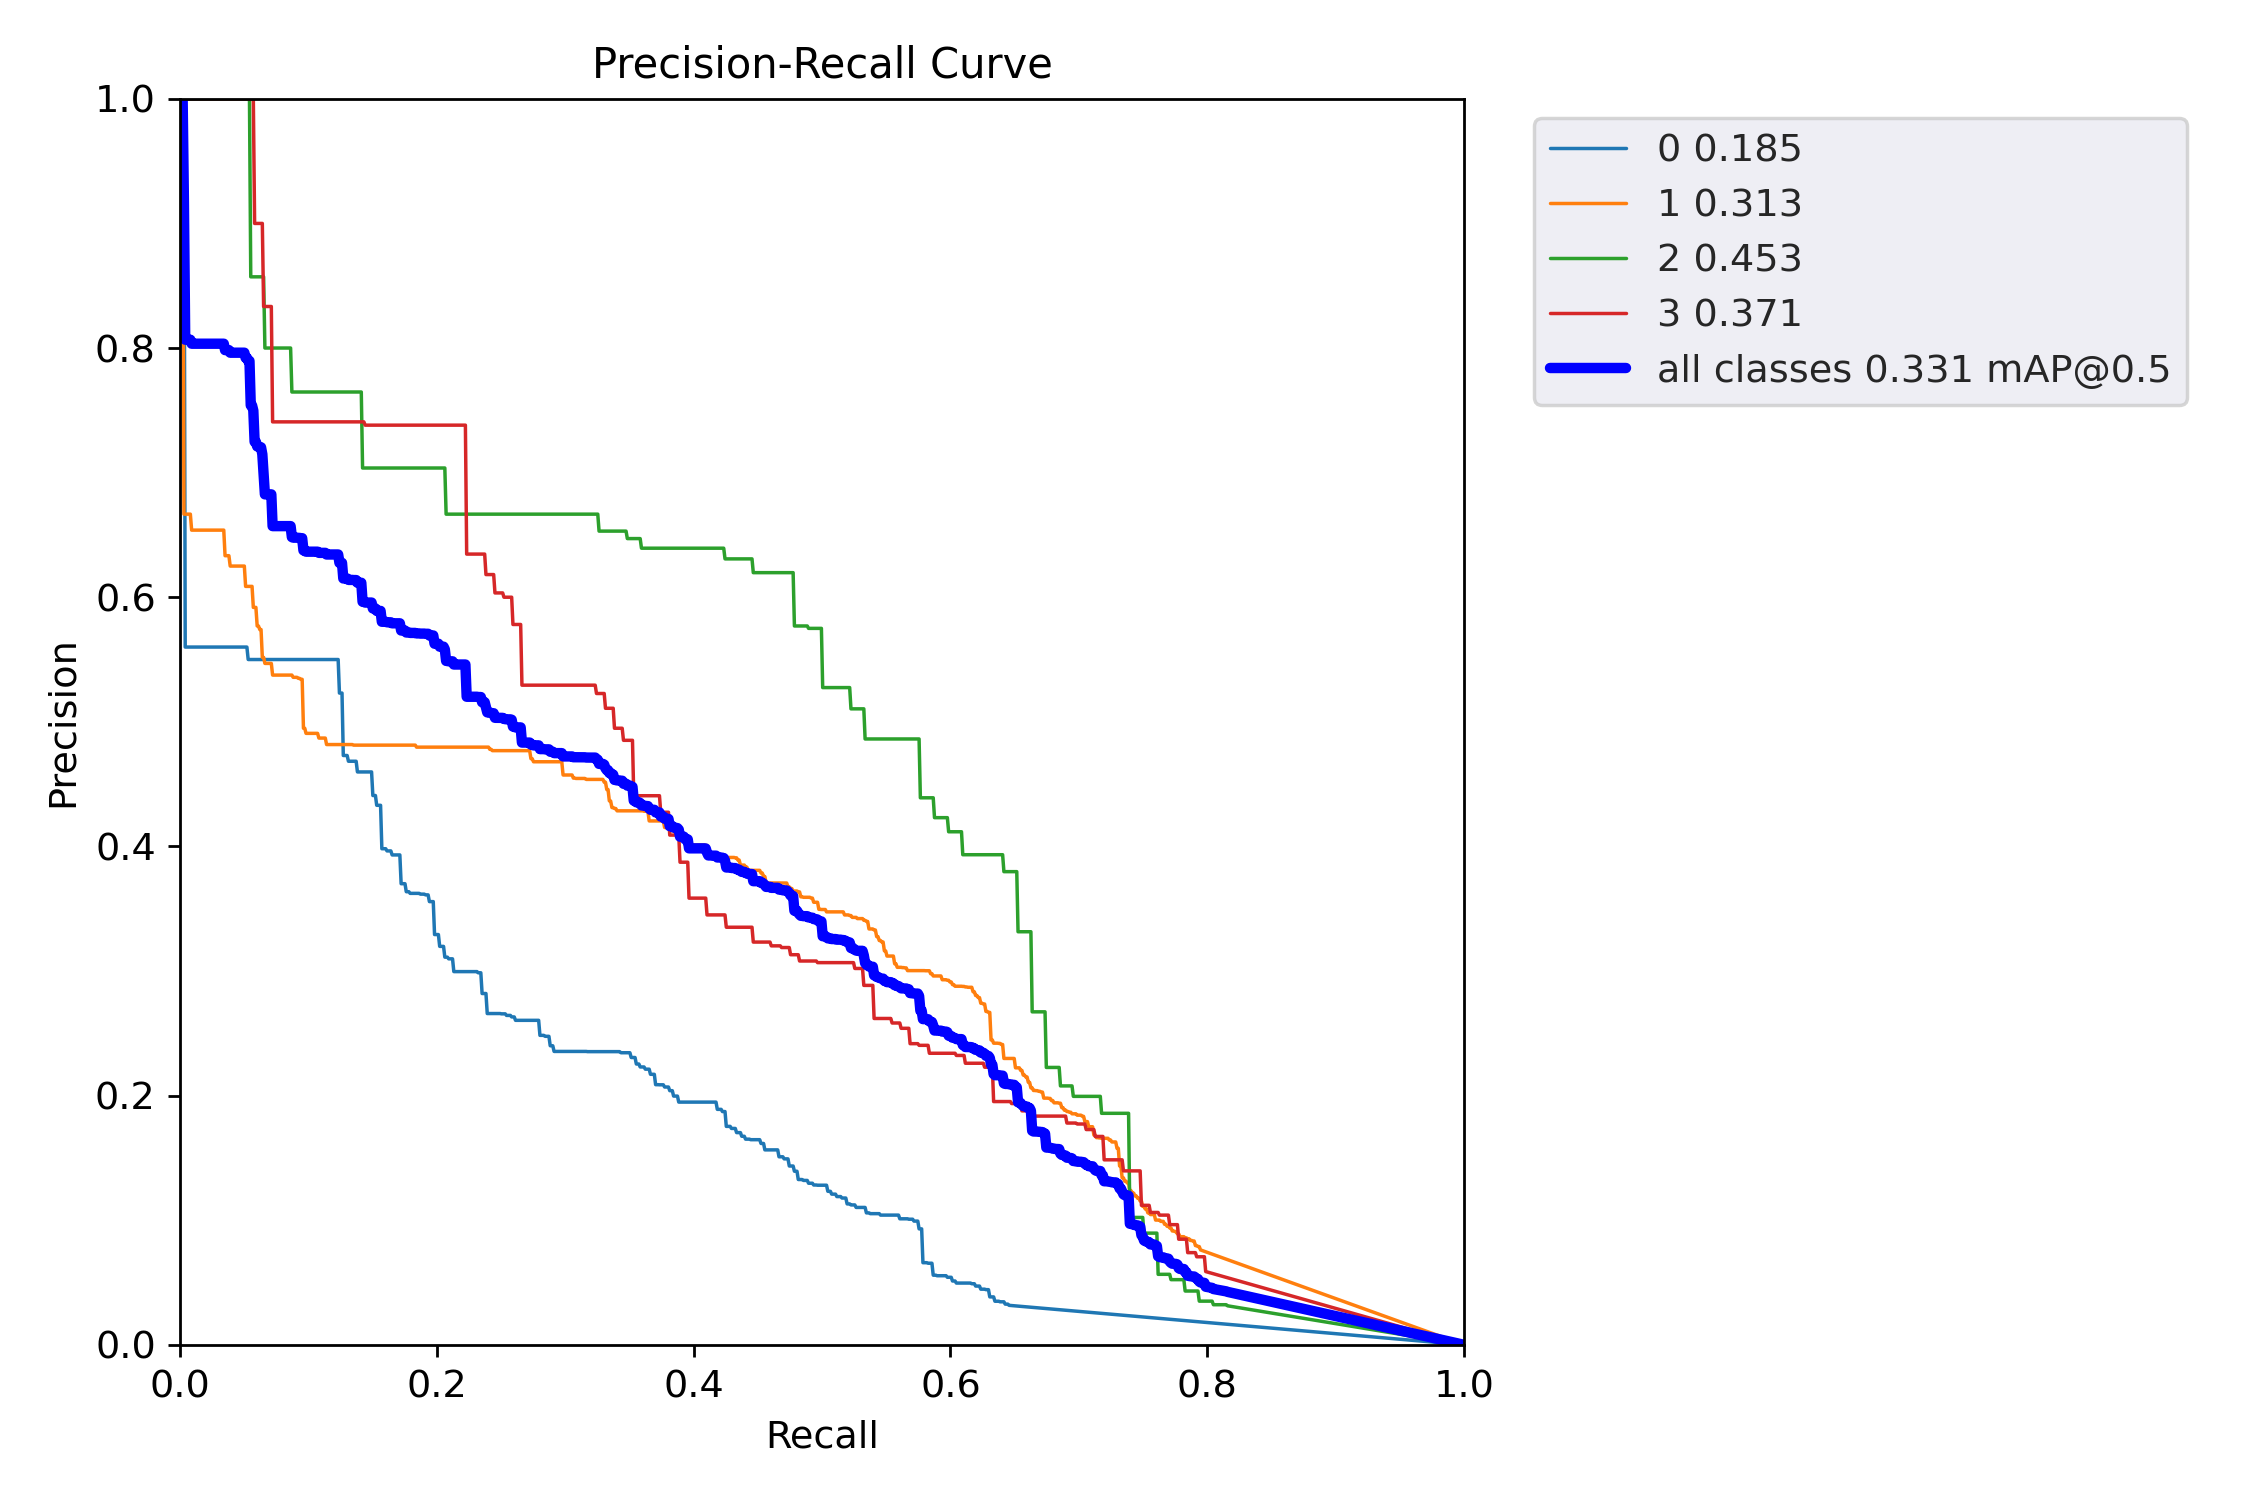 Precision-Recall Curve
1.0
0.8
0.6
0.4
0.2
0.0
Precision
0.0 0.2 0.4 0.6 0.8 1.0
Recall
0 0.185
1 0.313
2 0.453
3 0.371
all classes 0.331 mAP@0.5